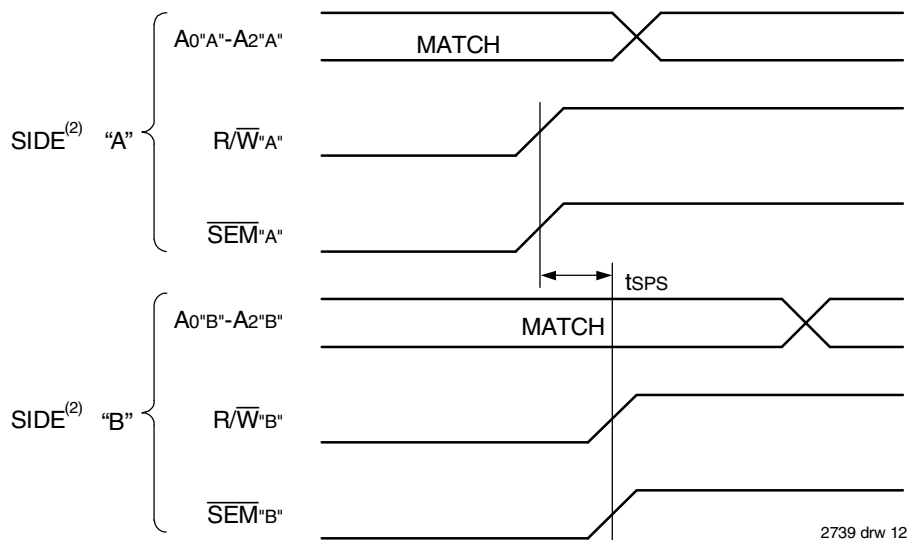 A0"A"-A2"A"
MATCH
SIDE(2) “A”
R/W"A"
SEM"A"
tSPS
A0"B"-A2"B"
MATCH
SIDE(2) “B”
R/W"B"
SEM"B"
2739 drw 12